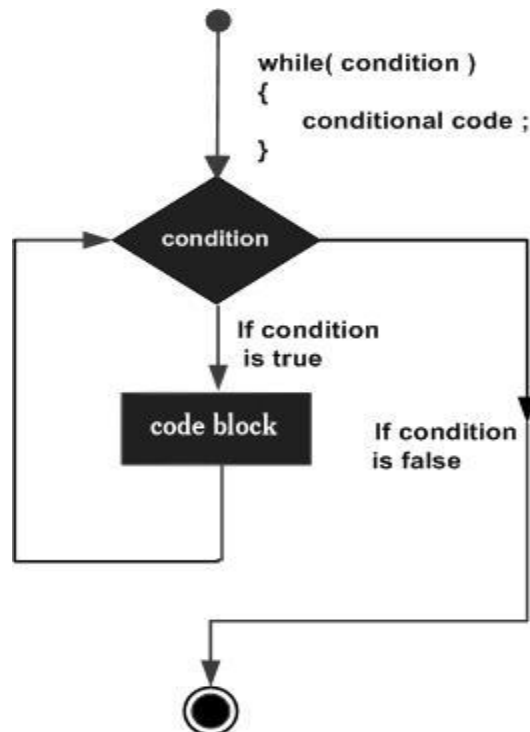 while( condition )
{
conditional code ;
}
condition
If condition
is true
code block
If condition
is false